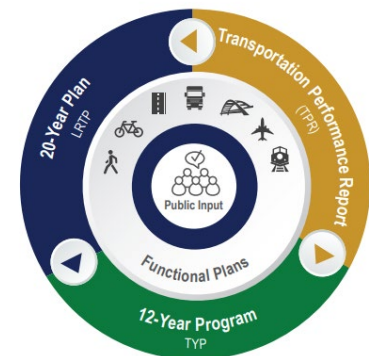 20-Year Plan
LRTP
Transportation Performance Report
(TPR)
Public Input
Functional Plans
12-Year Program
TYP